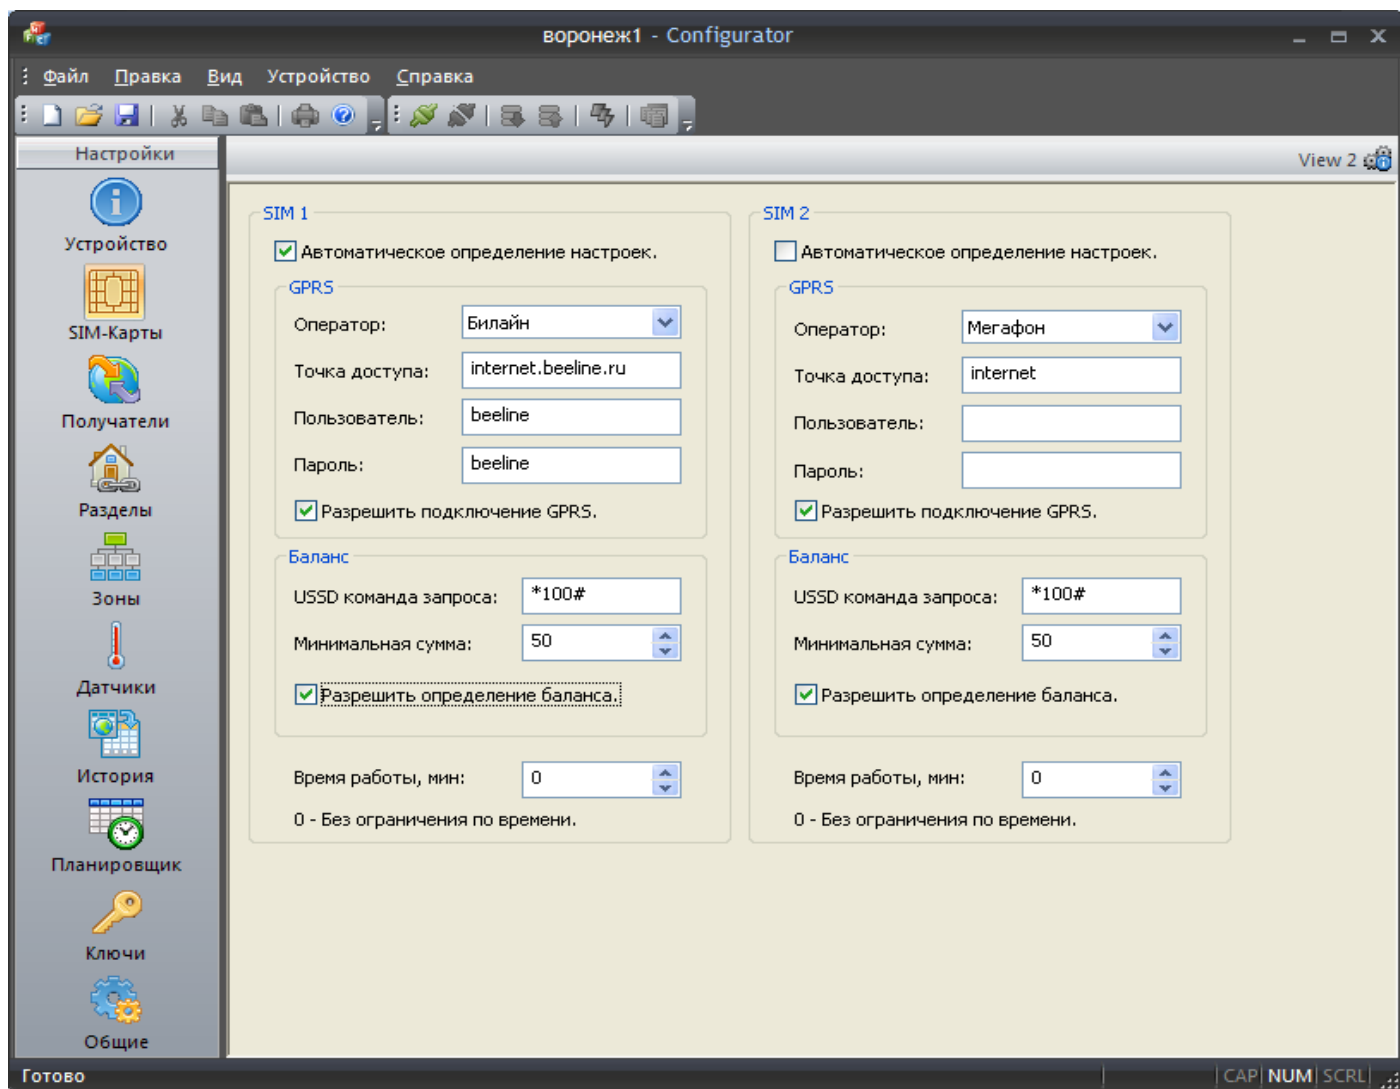 воронеж1 - Configurator
Файл Правка Вид Устройство Справка
Настройки
View 2
Устройство
SIM-Карты
Получатели
Разделы
Зоны
Датчики
История
Планировщик
Ключи
Общие
SIM 1
Автоматическое определение настроек.
GPRS
Оператор: Билайн
Точка доступа: internet.beeline.ru
Пользователь: beeline
Пароль: beeline
Разрешить подключение GPRS.
Баланс
USSD команда запроса: *100#
Минимальная сумма: 50
Разрешить определение баланса.
Время работы, мин: 0
0 - Без ограничения по времени.
SIM 2
Автоматическое определение настроек.
GPRS
Оператор: Мегафон
Точка доступа: internet
Пользователь:
Пароль:
Разрешить подключение GPRS.
Баланс
USSD команда запроса: *100#
Минимальная сумма: 50
Разрешить определение баланса.
Время работы, мин: 0
0 - Без ограничения по времени.
Готово
CAP NUM SCRL